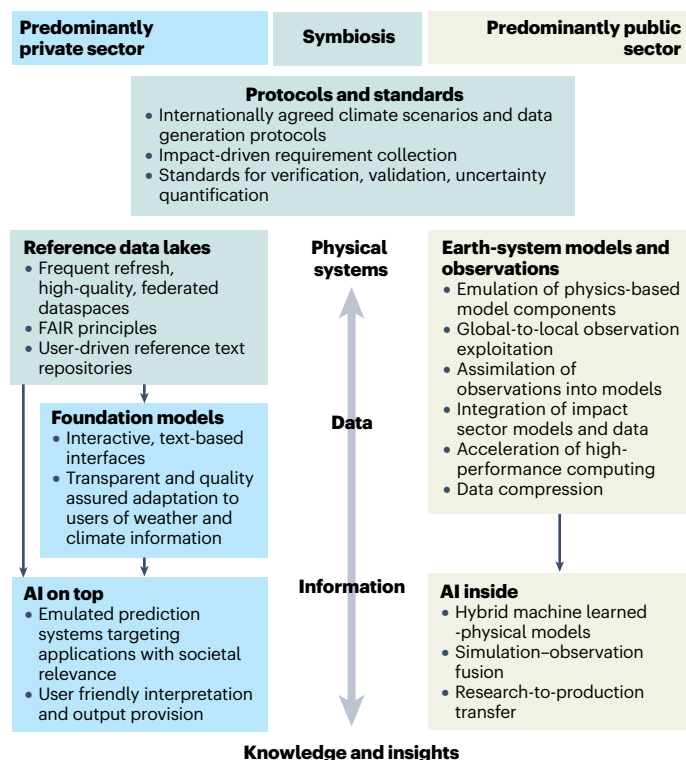 Predominantly
private sector
Symbiosis
Predominantly public
sector
Protocols and standards
• Internationally agreed climate scenarios and data
generation protocols
• Impact-driven requirement collection
• Standards for verification, validation, uncertainty
quantification
Reference data lakes
• Frequent refresh,
high-quality, federated
dataspaces
• FAIR principles
• User-driven reference text
repositories
Physical
systems
Earth-system models and
observations
• Emulation of physics-based
model components
• Global-to-local observation
exploitation
• Assimilation of
observations into models
• Integration of impact
sector models and data
• Acceleration of high-
performance computing
• Data compression
Foundation models
• Interactive, text-based
interfaces
• Transparent and quality
assured adaptation to
users of weather and
climate information
Data
Information
AI on top
• Emulated prediction
systems targeting
applications with societal
relevance
• User friendly interpretation
and output provision
AI inside
• Hybrid machine learned
-physical models
• Simulation–observation
fusion
• Research-to-production
transfer
Knowledge and insights